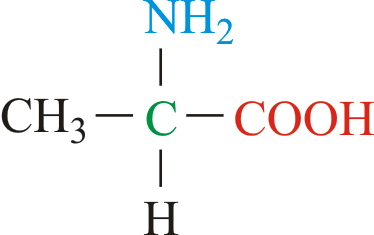 NH₂
CH₃ — C — COOH
H